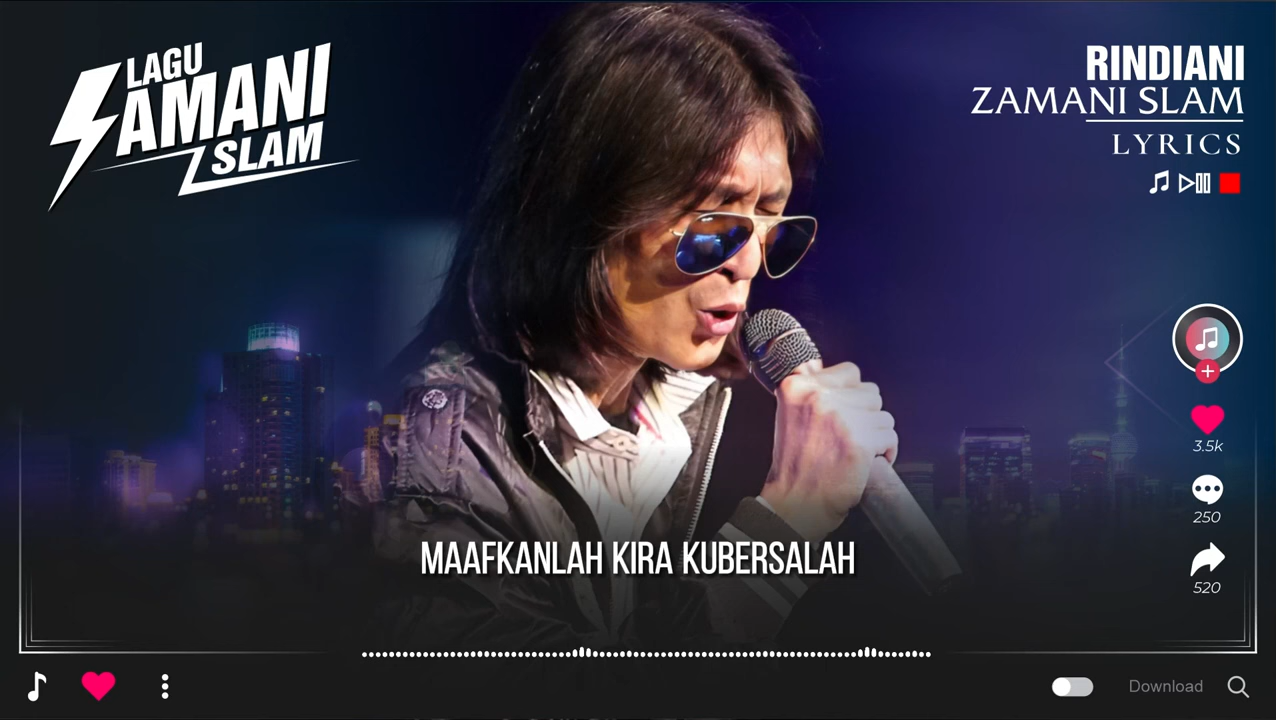 LAGU
ZAMANI
SLAM
RINDIANI
ZAMANI SLAM
LYRICS
3.5k
250
520
MAAFKANLAH KIRA KUBERSALAH
Download